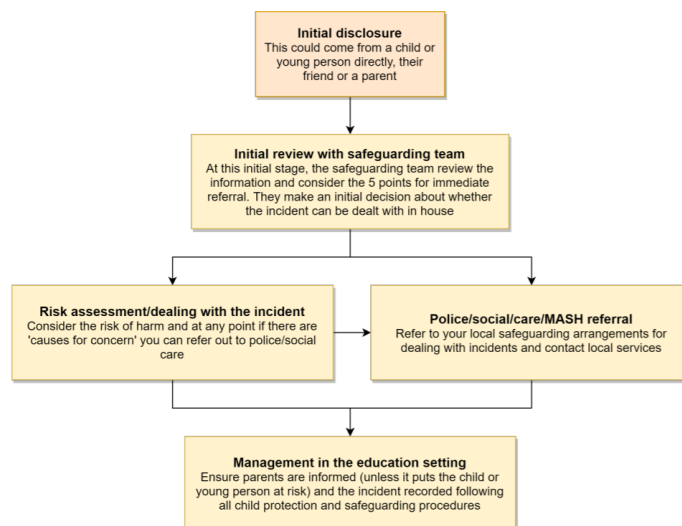 Initial disclosure
This could come from a child or
young person directly, their
friend or a parent
Initial review with safeguarding team
At this initial stage, the safeguarding team review the
information and consider the 5 points for immediate
referral. They make an initial decision about whether
the incident can be dealt with in house
Risk assessment/dealing with the incident
Consider the risk of harm and at any point if there are
'causes for concern' you can refer out to police/social
care
Police/social/care/MASH referral
Refer to your local safeguarding arrangements for
dealing with incidents and contact local services
Management in the education setting
Ensure parents are informed (unless it puts the child or
young person at risk) and the incident recorded following
all child protection and safeguarding procedures